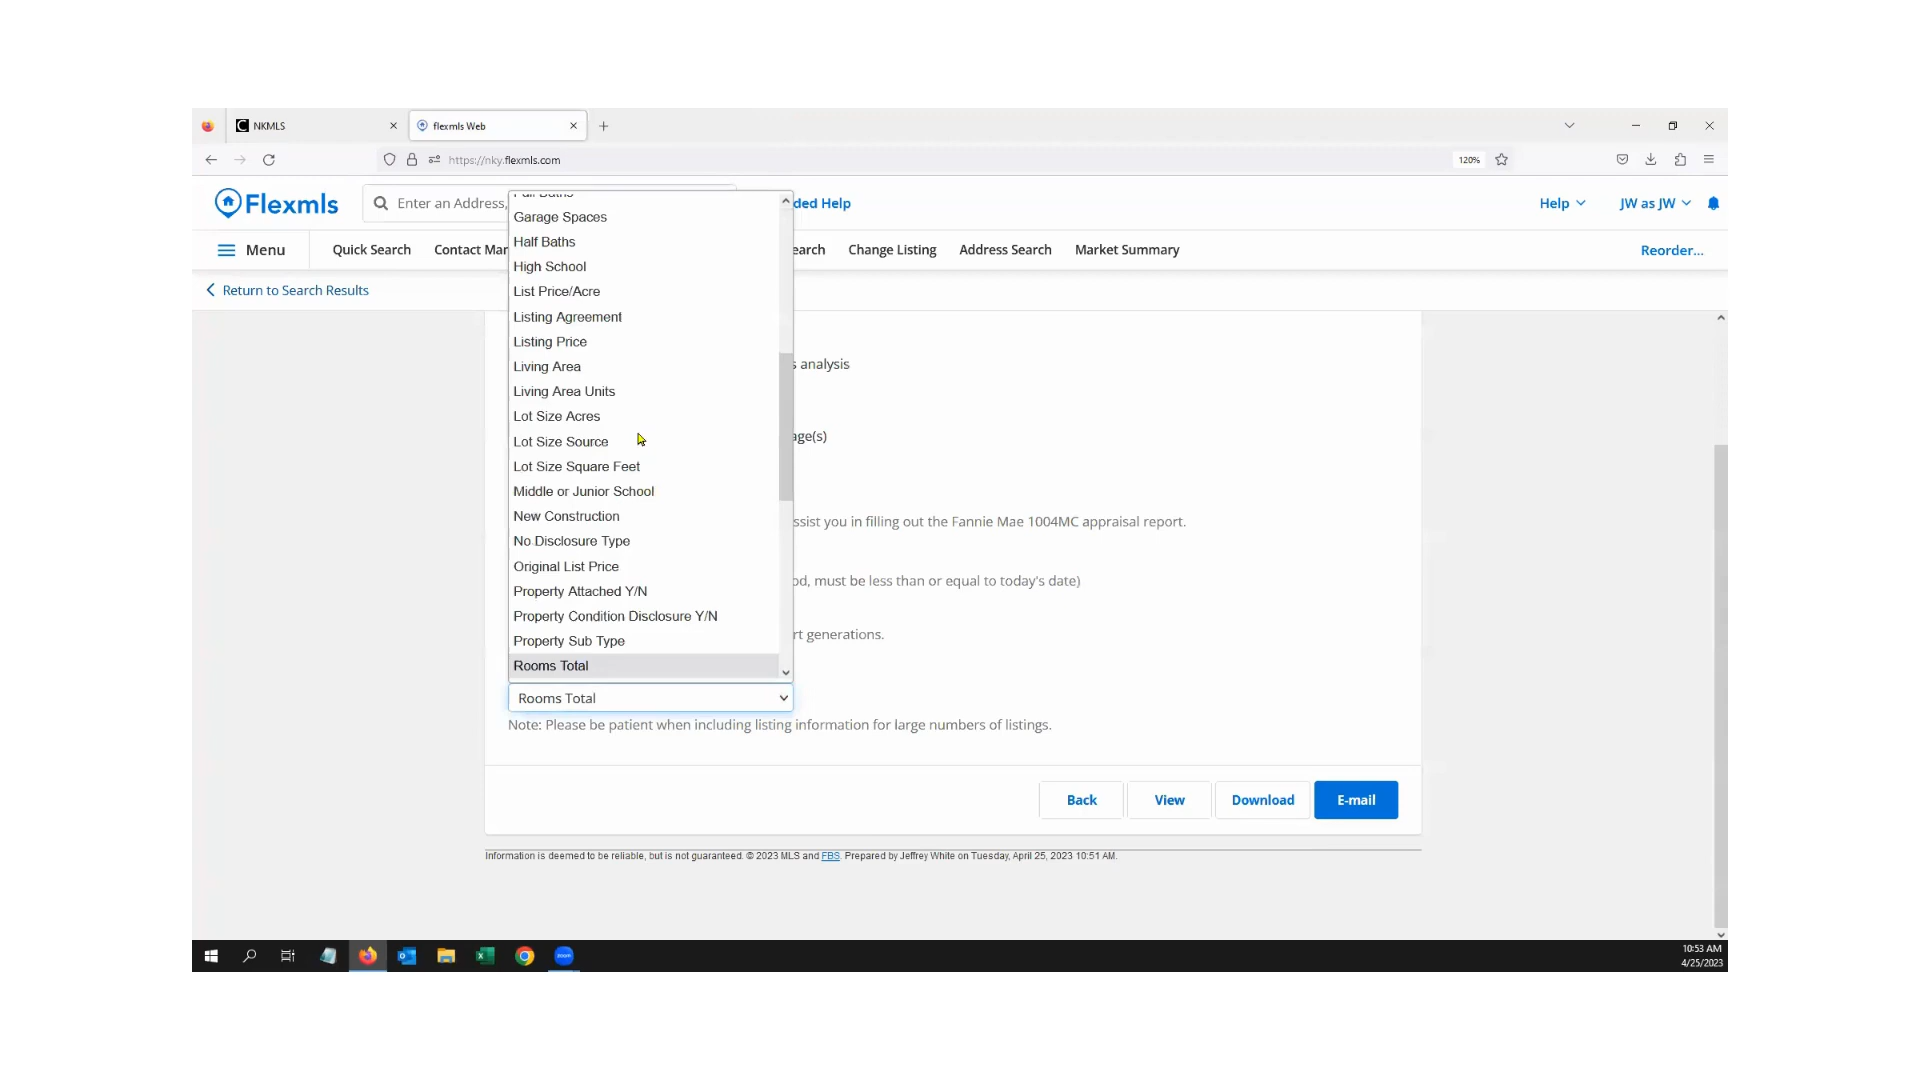 NKMLS
flexmls Web
https://nky.flexmls.com
120%
Flexmls
Enter an Address,
ded Help
Help
JW as JW
Menu
Quick Search
Contact Mar
earch
Change Listing
Address Search
Market Summary
Reorder...
Return to Search Results
Full Baths
Garage Spaces
Half Baths
High School
List Price/Acre
Listing Agreement
Listing Price
s analysis
Living Area
Living Area Units
Lot Size Acres
Lot Size Source
age(s)
Lot Size Square Feet
Middle or Junior School
New Construction
ssist you in filling out the Fannie Mae 1004MC appraisal report.
No Disclosure Type
Original List Price
od, must be less than or equal to today's date)
Property Attached Y/N
Property Condition Disclosure Y/N
Property Sub Type
rt generations.
Rooms Total
Rooms Total
Note: Please be patient when including listing information for large numbers of listings.
Back
View
Download
E-mail
Information is deemed to be reliable, but is not guaranteed. © 2023 MLS and FBS. Prepared by Jeffrey White on Tuesday, April 25, 2023 10:51 AM.
zoom
10:53 AM
4/25/2023